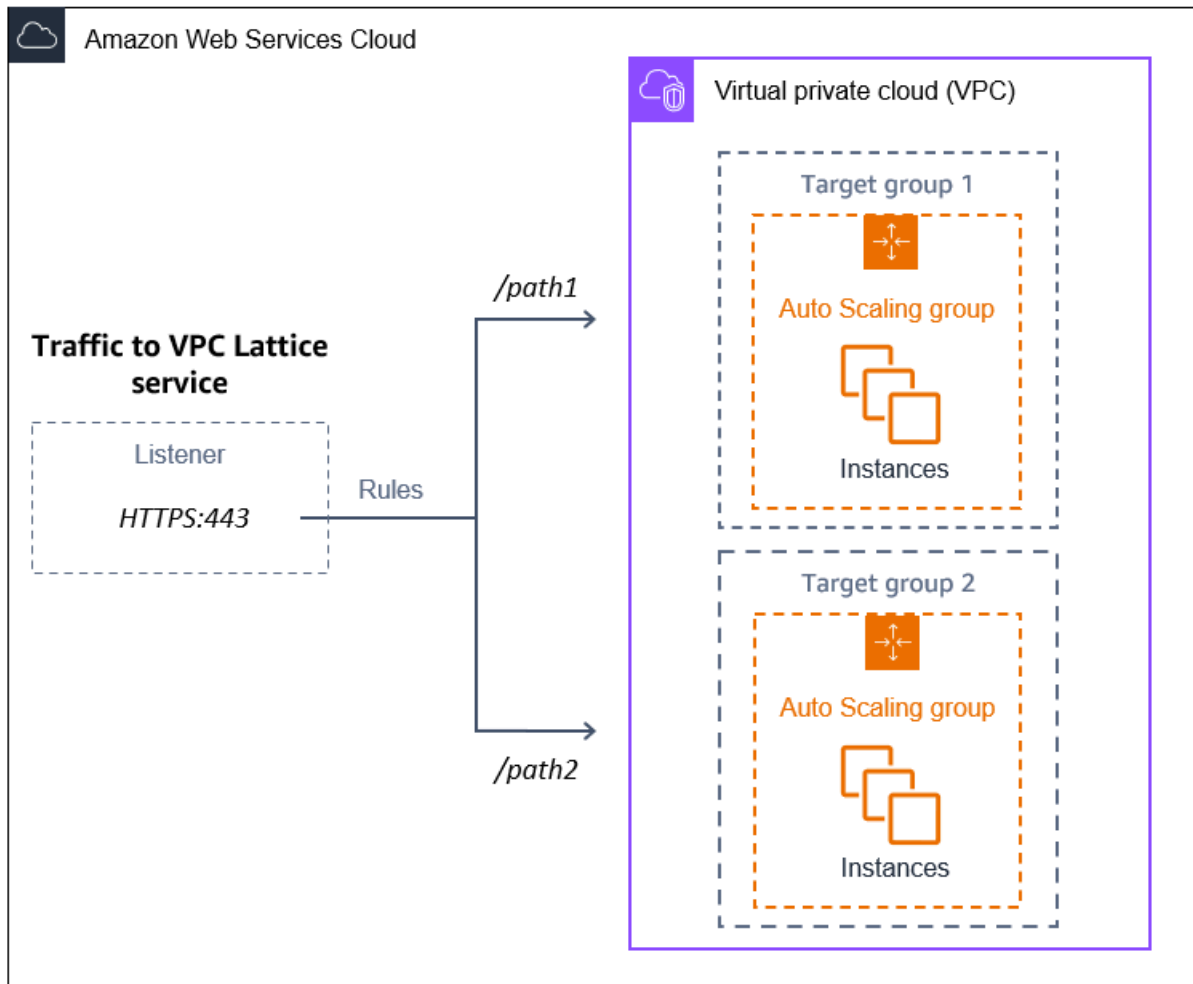 Amazon Web Services Cloud
Virtual private cloud (VPC)
Target group 1
Auto Scaling group
Instances
/path1
Traffic to VPC Lattice
service
Listener
HTTPS:443
Rules
/path2
Target group 2
Auto Scaling group
Instances